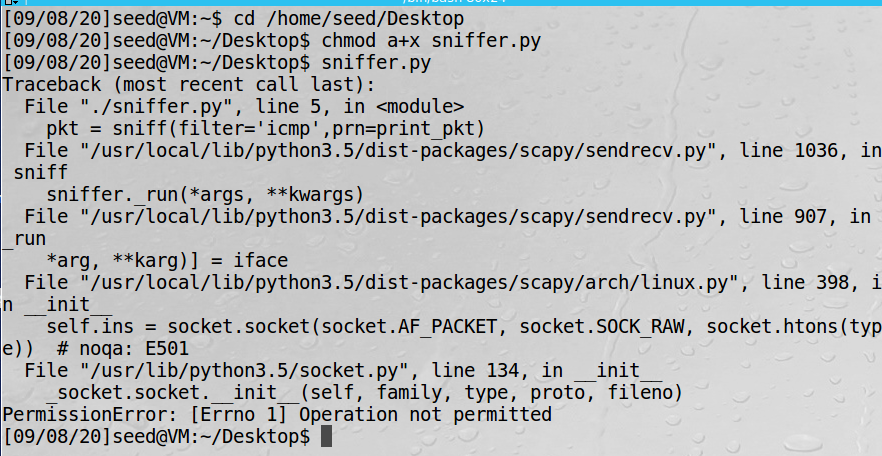 [09/08/20]seed@VM:~$ cd /home/seed/Desktop
[09/08/20]seed@VM:~/Desktop$ chmod a+x sniffer.py
[09/08/20]seed@VM:~/Desktop$ sniffer.py
Traceback (most recent call last):
  File "./sniffer.py", line 5, in <module>
    pkt = sniff(filter='icmp',prn=print_pkt)
  File "/usr/local/lib/python3.5/dist-packages/scapy/sendrecv.py", line 1036, in
 sniff
    sniffer._run(*args, **kwargs)
  File "/usr/local/lib/python3.5/dist-packages/scapy/sendrecv.py", line 907, in
_run
    *arg, **karg)] = iface
  File "/usr/local/lib/python3.5/dist-packages/scapy/arch/linux.py", line 398, i
n __init__
    self.ins = socket.socket(socket.AF_PACKET, socket.SOCK_RAW, socket.htons(typ
e))  # noqa: E501
  File "/usr/lib/python3.5/socket.py", line 134, in __init__
    _socket.socket.__init__(self, family, type, proto, fileno)
PermissionError: [Errno 1] Operation not permitted
[09/08/20]seed@VM:~/Desktop$